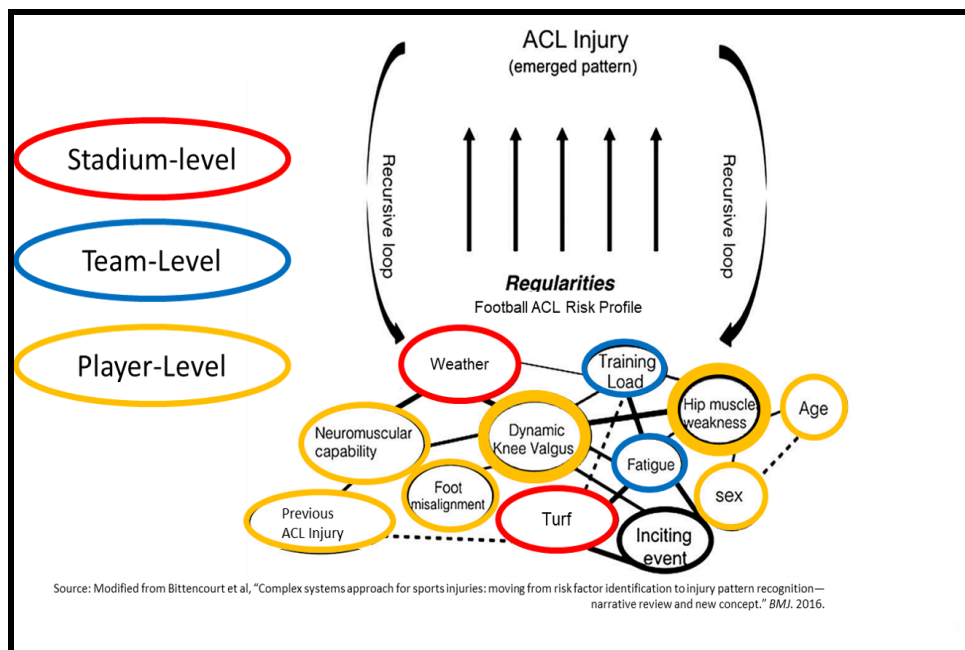 ACL Injury
(emerged pattern)
Stadium-level
Team-Level
Player-Level
Recursive loop
Recursive loop
Regularities
Football ACL Risk Profile
Weather
Training
Load
Hip muscles
weakness
Age
Neuromuscular
capability
Dynamic
Knee Valgus
Fatigue
Foot
misalignment
sex
Previous
ACL Injury
Turf
Inciting
event
Source: Modified from Bittencourt et al, “Complex systems approach for sports injuries: moving from risk factor identification to injury pattern recognition—
narrative review and new concept.” BMJ. 2016.